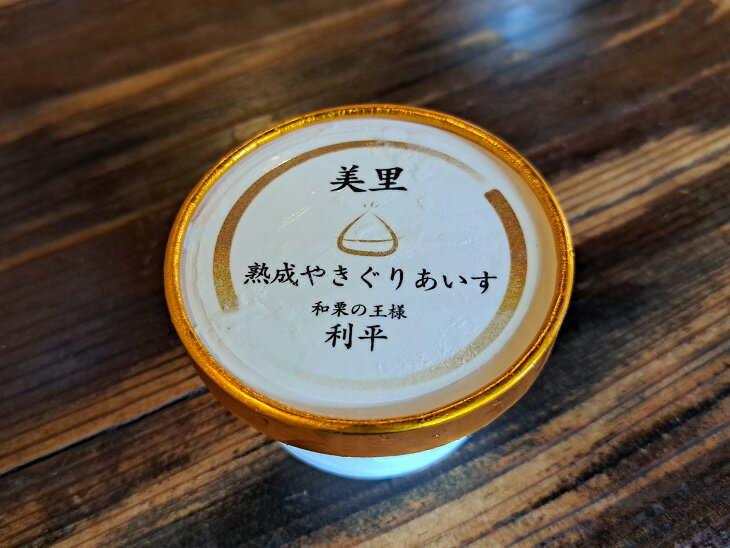 美里
熟成やきぐりあいす
和栗の王様
利平